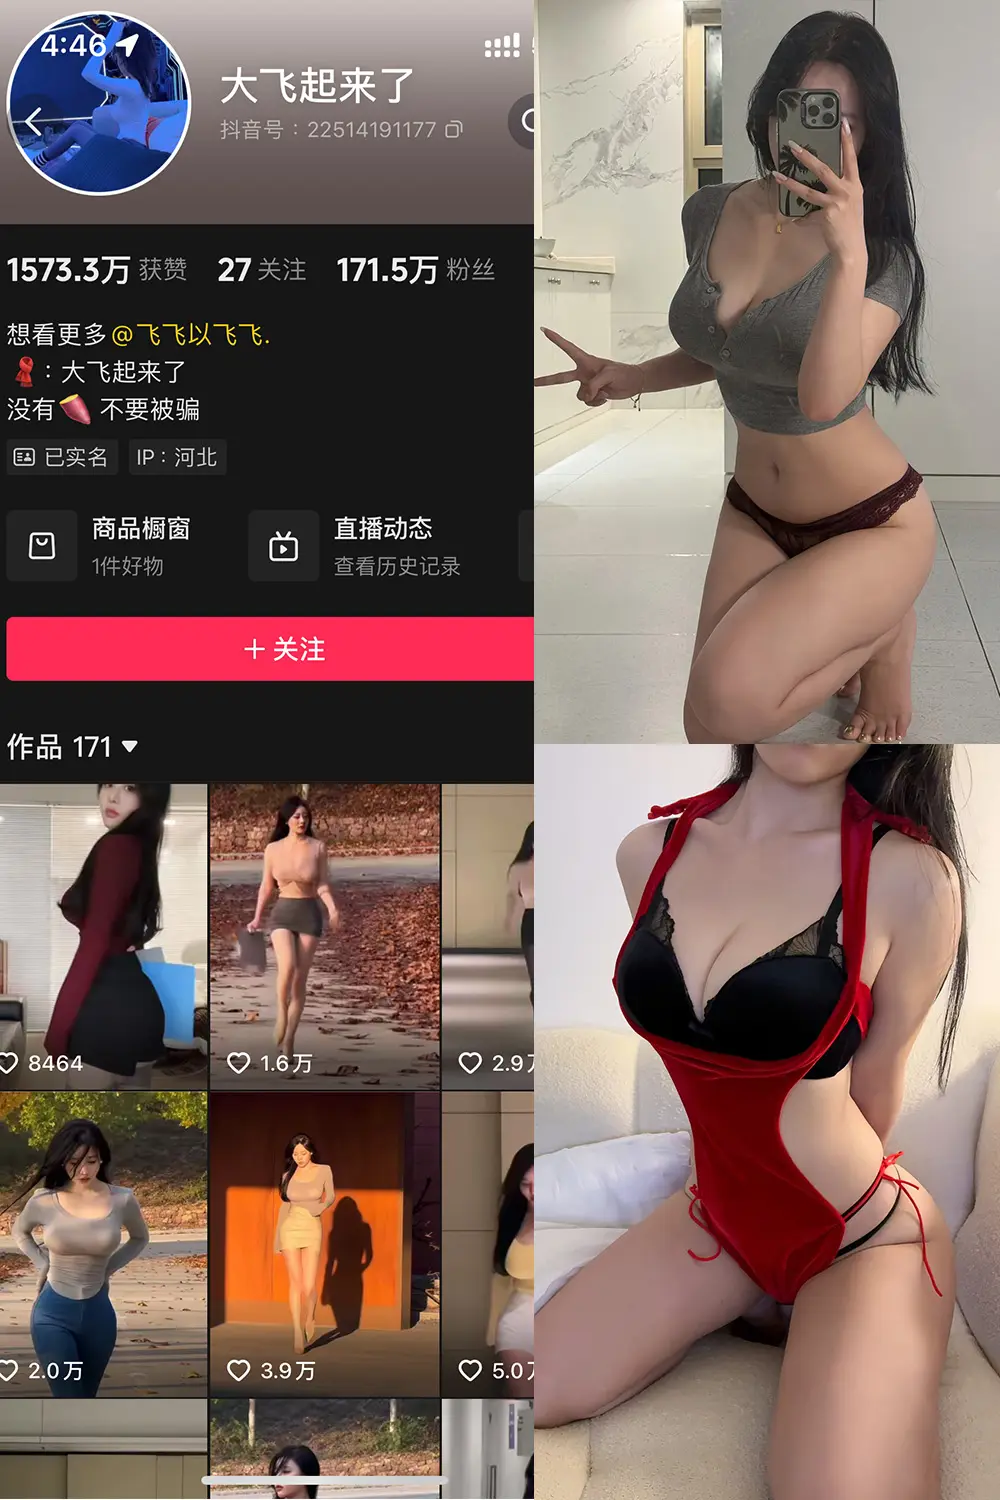 4:46
大飞起来了
抖音号：22514191177
1573.3万 获赞 27 关注 171.5万 粉丝
想看更多@飞飞以飞飞.
🧣：大飞起来了
没有🍠不要被骗
已实名 IP：河北
商品橱窗
1件好物
直播动态
查看历史记录
+ 关注
作品 171
8464
1.6万
2.9
2.0万
3.9万
5.0